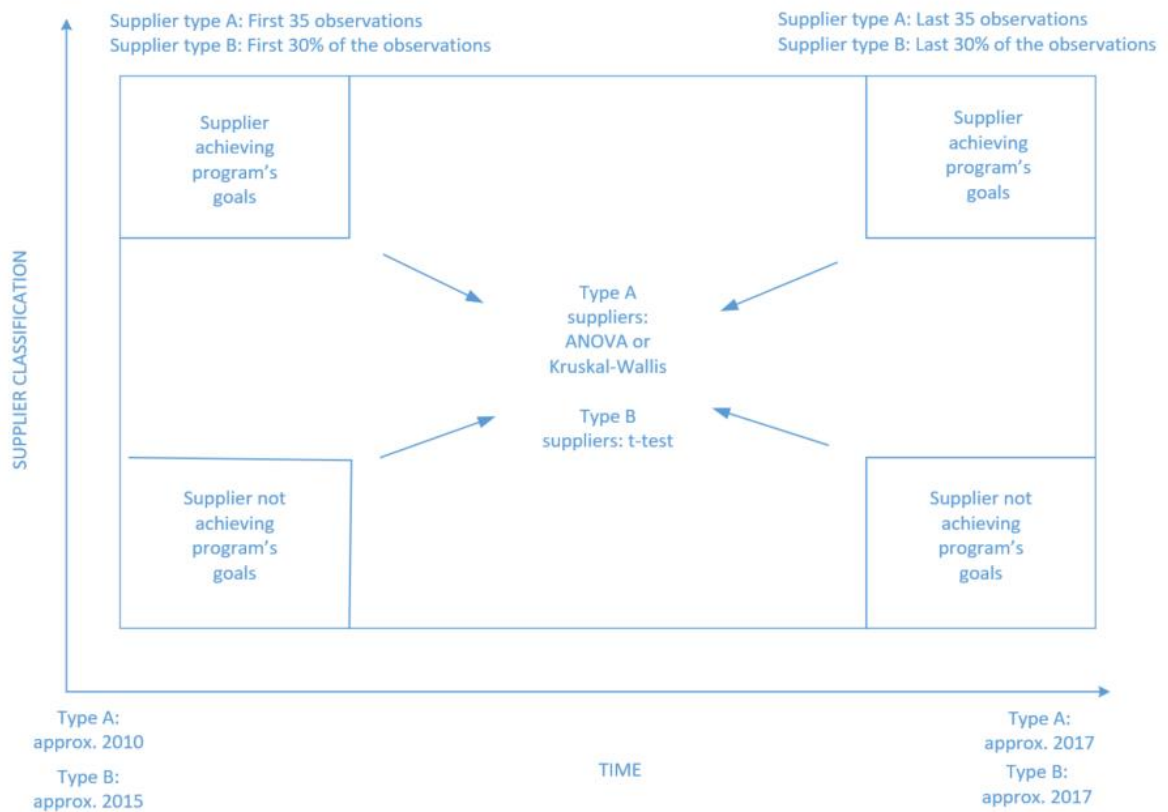 Supplier type A: First 35 observations
Supplier type B: First 30% of the observations
Supplier type A: Last 35 observations
Supplier type B: Last 30% of the observations
Supplier
achieving
program's
goals
Supplier
achieving
program's
goals
SUPPLIER CLASSIFICATION
Type A
suppliers:
ANOVA or
Kruskal-Wallis
Type B
suppliers: t-test
Supplier not
achieving
program's
goals
Supplier not
achieving
program's
goals
Type A:
approx. 2010
Type B:
approx. 2015
TIME
Type A:
approx. 2017
Type B:
approx. 2017